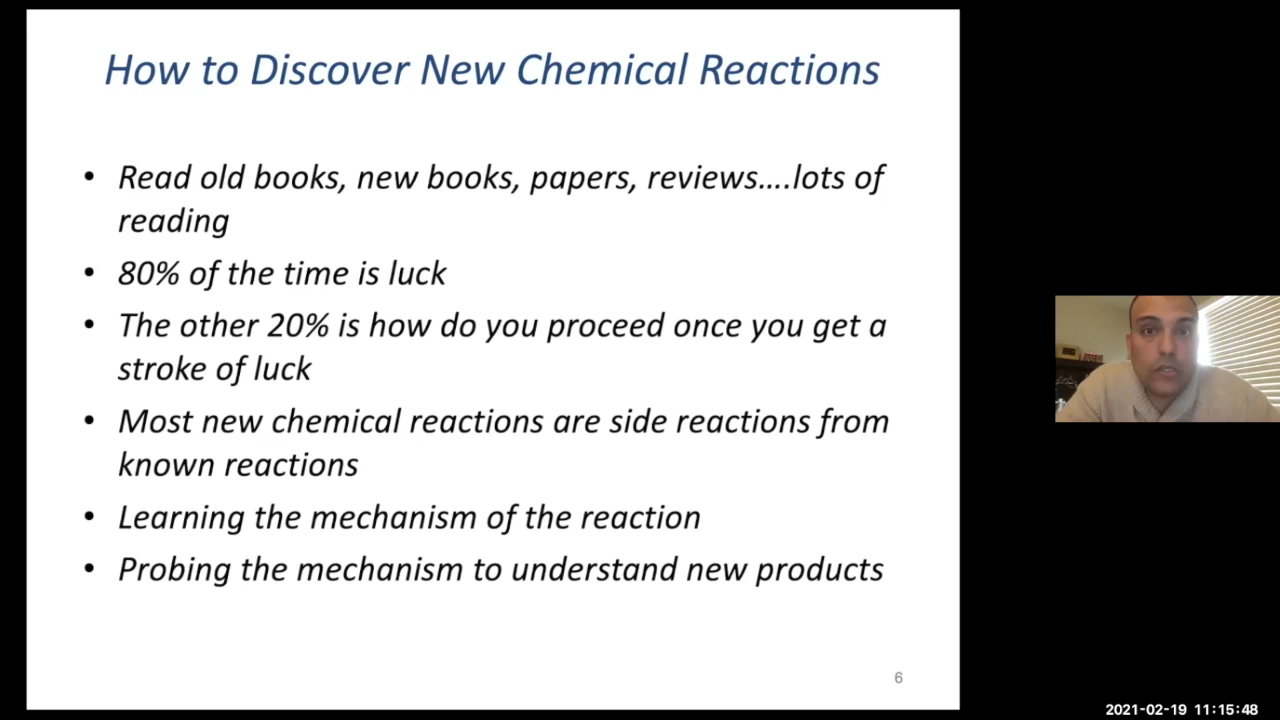 How to Discover New Chemical Reactions
• Read old books, new books, papers, reviews....lots of
reading
• 80% of the time is luck
• The other 20% is how do you proceed once you get a
stroke of luck
• Most new chemical reactions are side reactions from
known reactions
• Learning the mechanism of the reaction
• Probing the mechanism to understand new products
6
2021-02-19 11:15:48